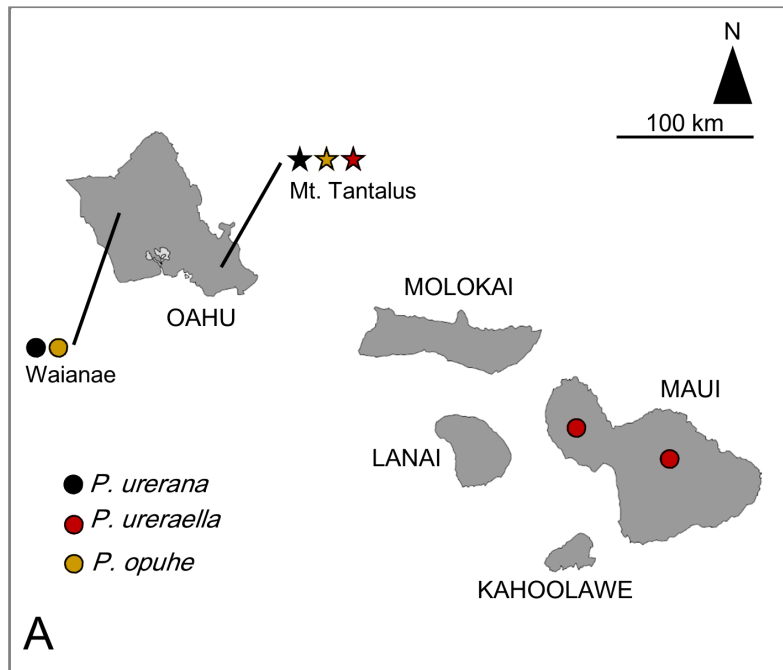 N
100 km
Mt. Tantalus
OAHU
MOLOKAI
Waianae
MAUI
LANAI
P. urerana
P. ureraella
P. opuhe
KAHOOLAWE
A